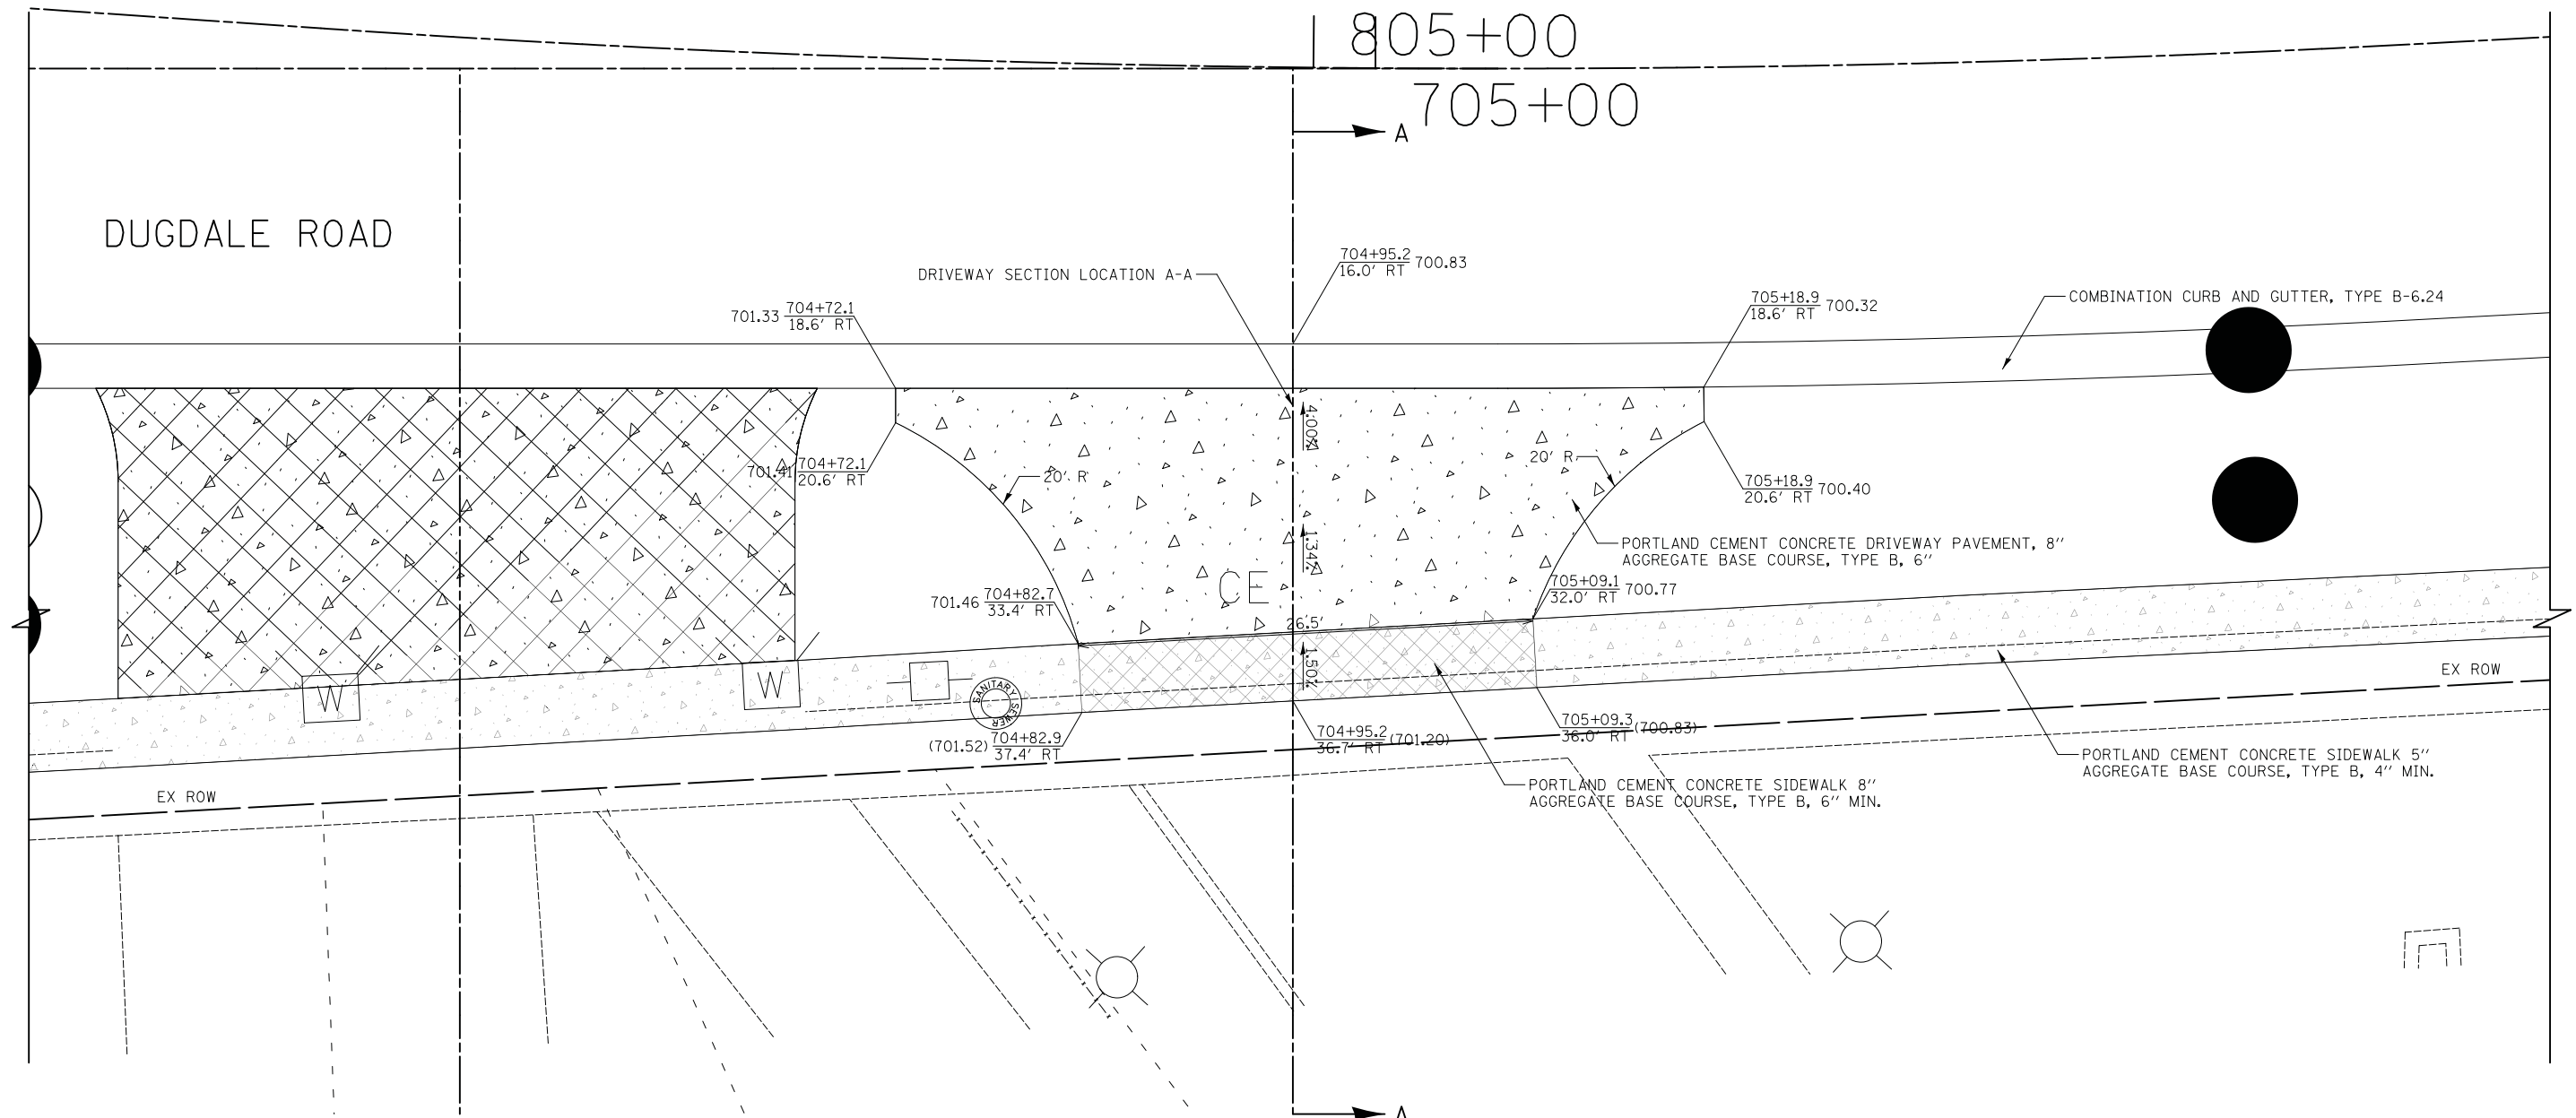 805+00
705+00
A
DUGDALE ROAD
DRIVEWAY SECTION LOCATION A-A
704+95.2
16.0' RT 700.83
701.33 704+72.1
18.6' RT
705+18.9
18.6' RT 700.32
COMBINATION CURB AND GUTTER, TYPE B-6.24
4.00%
701.41 704+72.1
20.6' RT
20' R
20' R
705+18.9
20.6' RT 700.40
1.34%
PORTLAND CEMENT CONCRETE DRIVEWAY PAVEMENT, 8"
AGGREGATE BASE COURSE, TYPE B, 6"
CE
701.46 704+82.7
33.4' RT
705+09.1
32.0' RT 700.77
26.5'
1.50%
W
W
SANITARY SEWER
EX ROW
(701.52) 704+82.9
37.4' RT
704+95.2
36.7' RT (701.20)
705+09.3
36.0' RT (700.83)
PORTLAND CEMENT CONCRETE SIDEWALK 5"
AGGREGATE BASE COURSE, TYPE B, 4" MIN.
PORTLAND CEMENT CONCRETE SIDEWALK 8"
AGGREGATE BASE COURSE, TYPE B, 6" MIN.
EX ROW
A